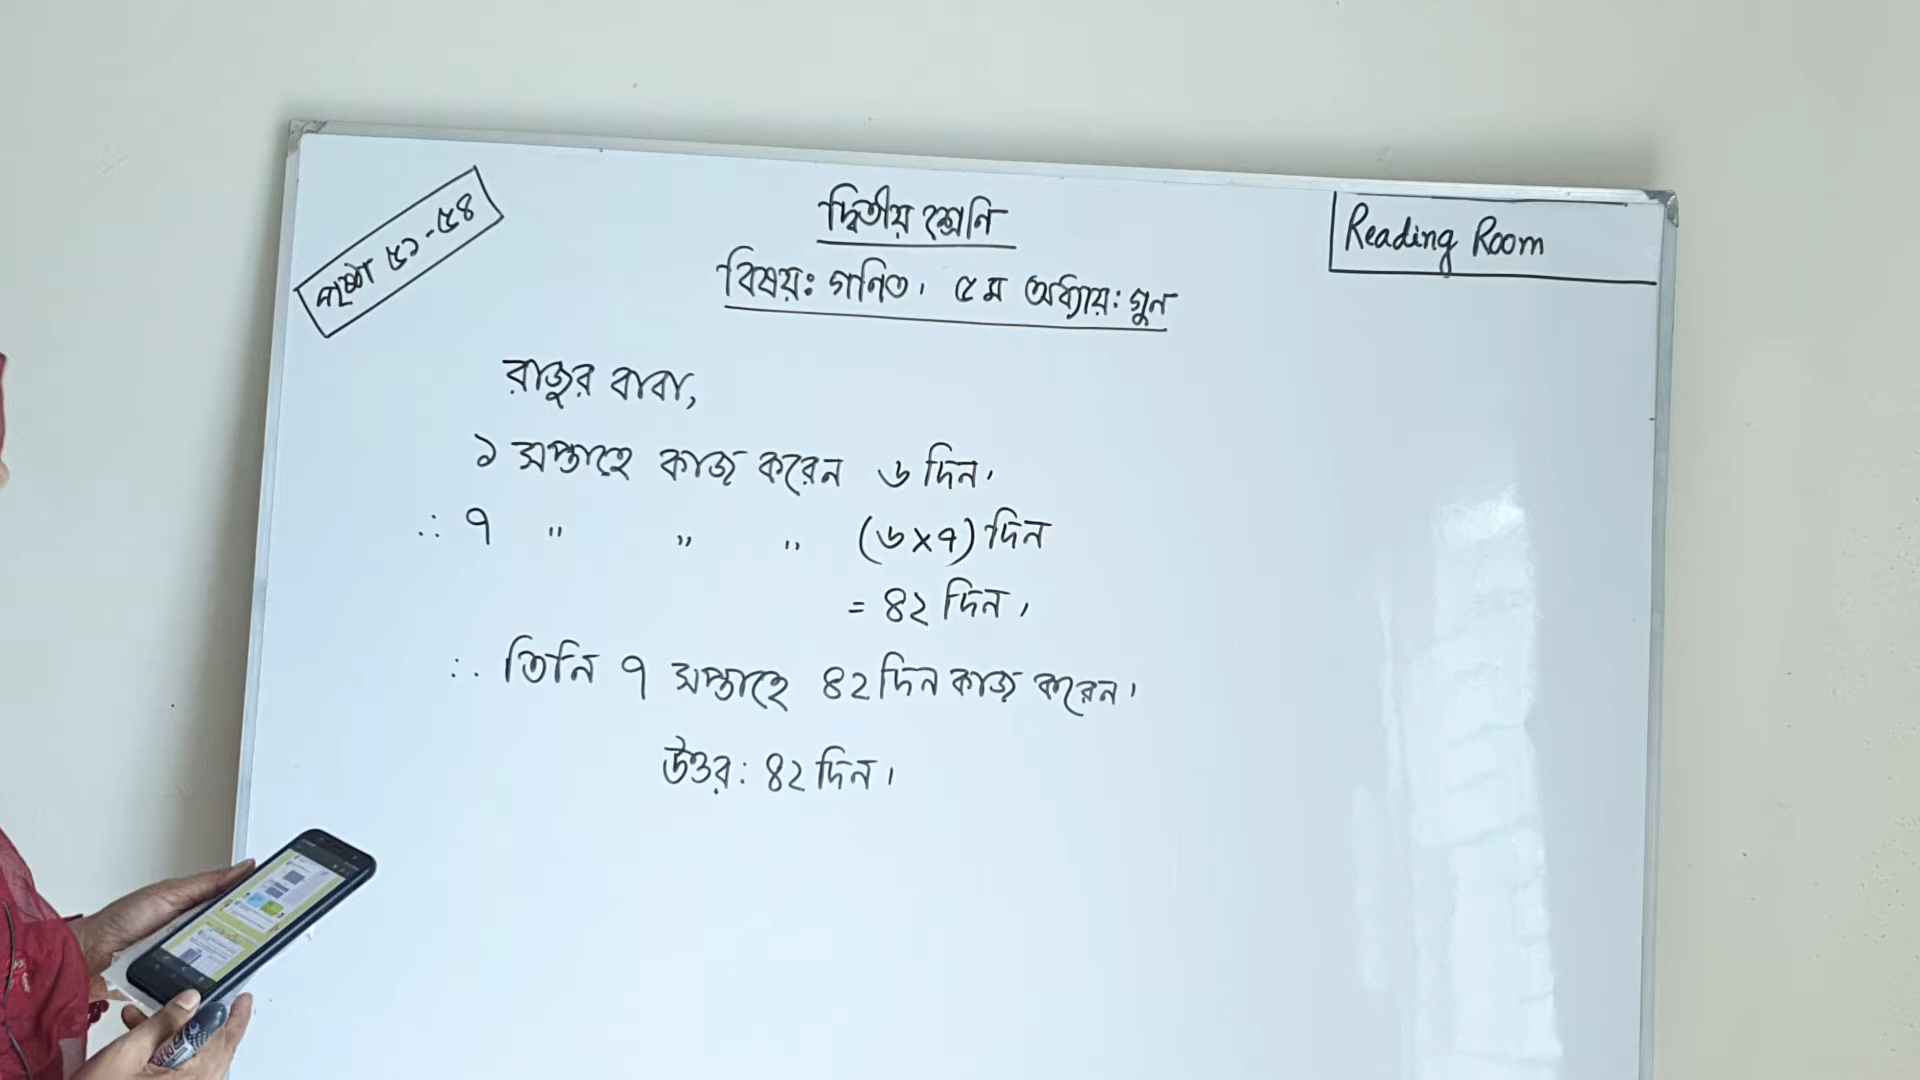 পৃষ্ঠা ৫১-৫৪
দ্বিতীয় শ্রেনি
Reading Room
বিষয়ঃ গনিত। ৫ম অধ্যায়ঃ গুন
রাজুর বাবা,
১ সপ্তাহে কাজ করেন ৬ দিন।
∴ ৭ " " " (৬×৭) দিন
= ৪২ দিন।
∴ তিনি ৭ সপ্তাহে ৪২ দিন কাজ করেন।
উত্তর: ৪২ দিন।